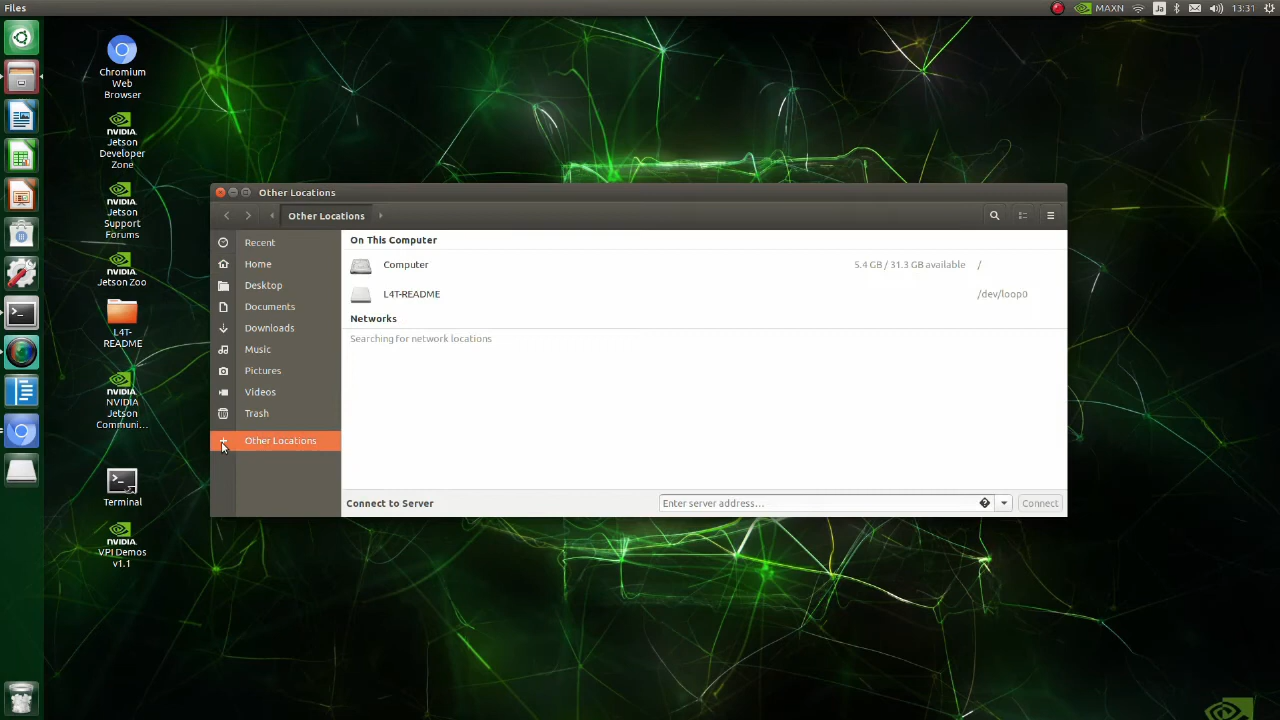 Files
MAXN
Ja
13:31
Chromium
Web
Browser
NVIDIA.
Jetson
Developer
Zone
NVIDIA.
Jetson
Support
Forums
NVIDIA.
Jetson Zoo
L4T-
README
NVIDIA.
NVIDIA
Jetson
Communi...
Terminal
NVIDIA.
VPI Demos
v1.1
Other Locations
Other Locations
Recent
Home
Desktop
Documents
Downloads
Music
Pictures
Videos
Trash
Other Locations
On This Computer
Computer
5.4 GB / 31.3 GB available
/
L4T-README
/dev/loop0
Networks
Searching for network locations
Connect to Server
Enter server address...
Connect